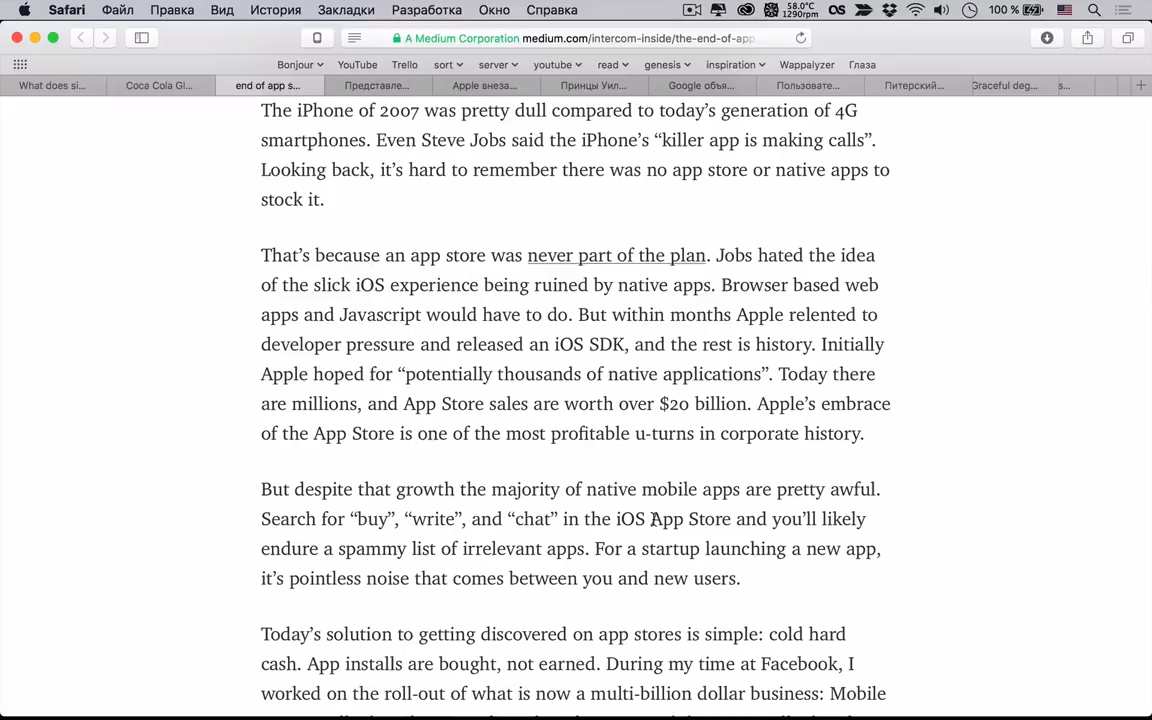 Safari Файл Правка Вид История Закладки Разработка Окно Справка 58.0°C 1290rpm 100 %
A Medium Corporation medium.com/intercom-inside/the-end-of-app-
Bonjour YouTube Trello sort server youtube read genesis inspiration Wappalyzer Глаза
What does si... Coca Cola Gl... end of app s... Представле... Apple внеза... Принцы Уил... Google объя... Пользовате... Питерский... Graceful deg... s...
The iPhone of 2007 was pretty dull compared to today’s generation of 4G
smartphones. Even Steve Jobs said the iPhone’s “killer app is making calls”.
Looking back, it’s hard to remember there was no app store or native apps to
stock it.
That’s because an app store was never part of the plan. Jobs hated the idea
of the slick iOS experience being ruined by native apps. Browser based web
apps and Javascript would have to do. But within months Apple relented to
developer pressure and released an iOS SDK, and the rest is history. Initially
Apple hoped for “potentially thousands of native applications”. Today there
are millions, and App Store sales are worth over $20 billion. Apple’s embrace
of the App Store is one of the most profitable u-turns in corporate history.
But despite that growth the majority of native mobile apps are pretty awful.
Search for “buy”, “write”, and “chat” in the iOS App Store and you’ll likely
endure a spammy list of irrelevant apps. For a startup launching a new app,
it’s pointless noise that comes between you and new users.
Today’s solution to getting discovered on app stores is simple: cold hard
cash. App installs are bought, not earned. During my time at Facebook, I
worked on the roll-out of what is now a multi-billion dollar business: Mobile